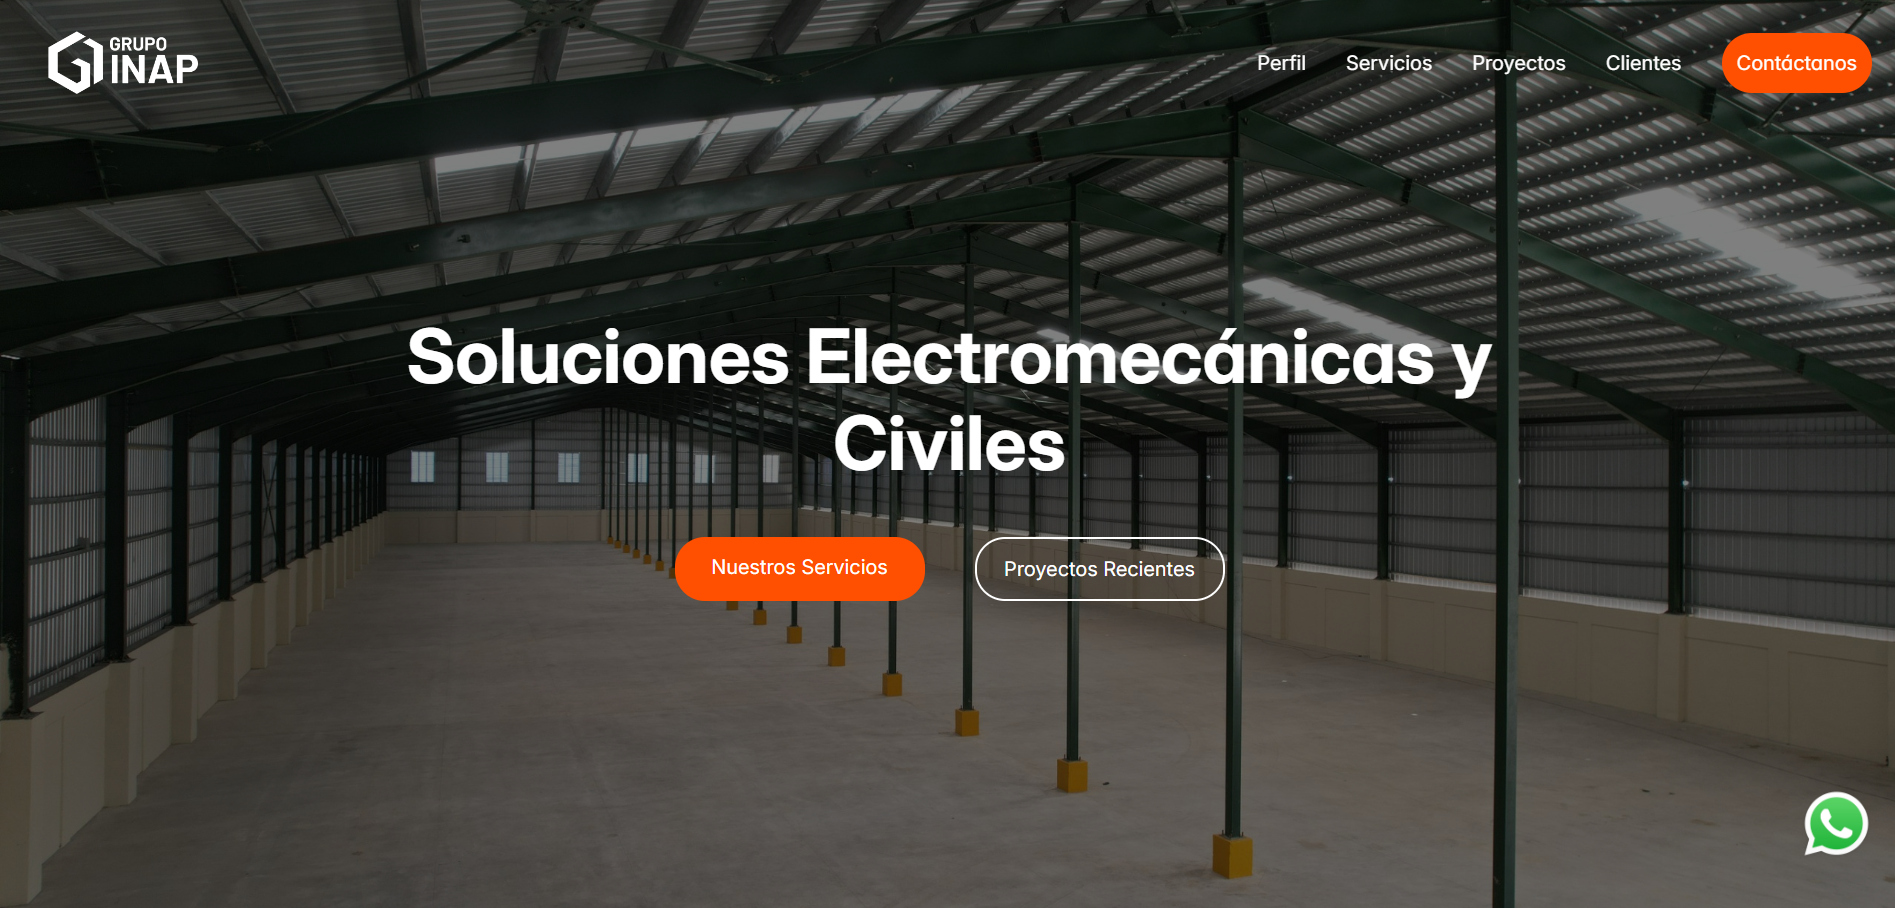 GRUPO
INAP
Perfil Servicios Proyectos Clientes Contáctanos
Soluciones Electromecánicas y
Civiles
Nuestros Servicios Proyectos Recientes